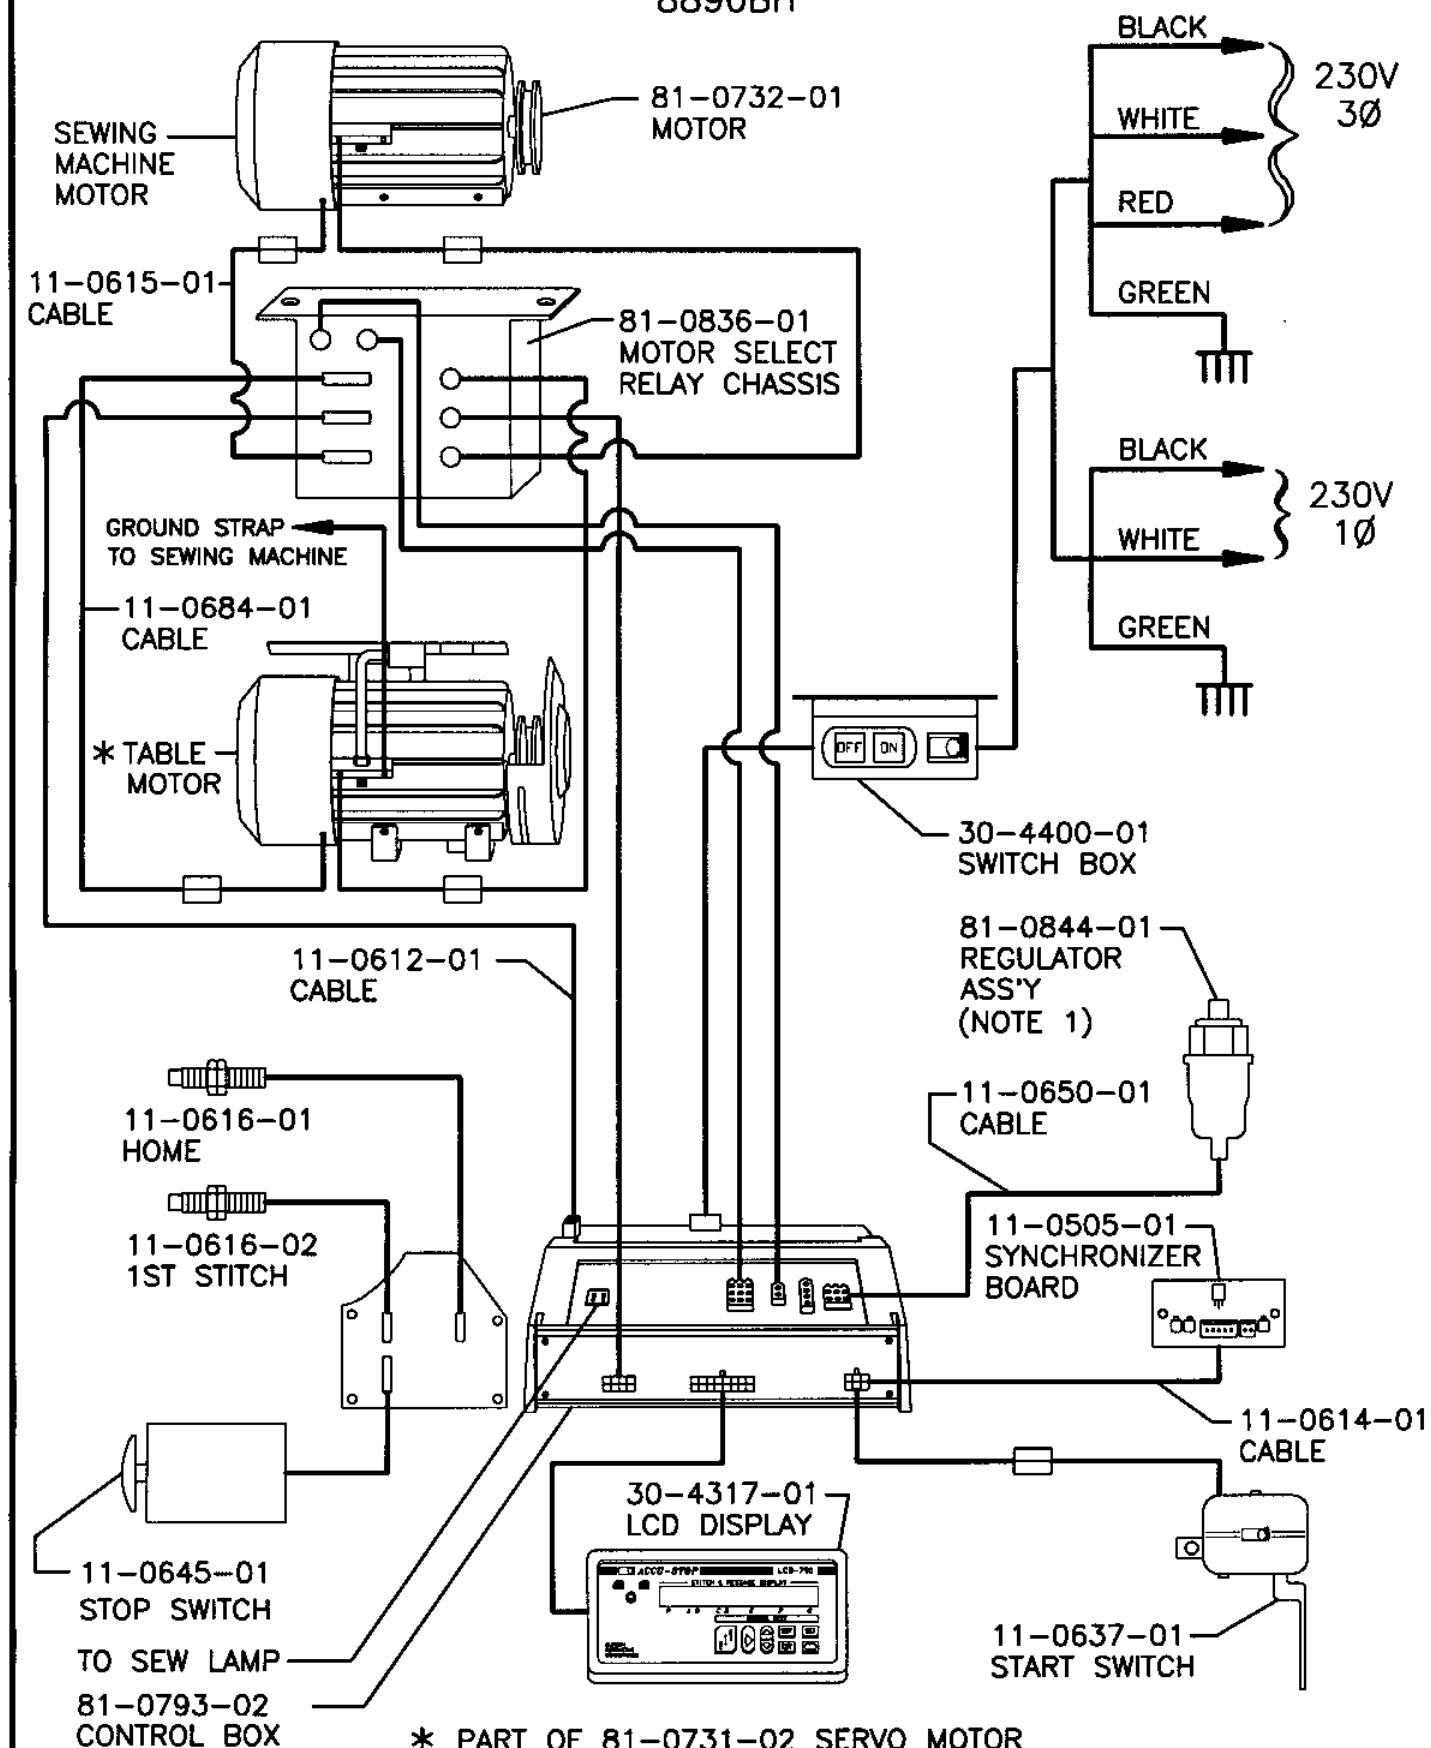 8890BH
BLACK
230V
3Ø
WHITE
RED
GREEN
81-0732-01
MOTOR
SEWING
MACHINE
MOTOR
11-0615-01
CABLE
81-0836-01
MOTOR SELECT
RELAY CHASSIS
BLACK
230V
1Ø
WHITE
GREEN
GROUND STRAP
TO SEWING MACHINE
11-0684-01
CABLE
* TABLE
MOTOR
OFF ON
30-4400-01
SWITCH BOX
11-0612-01
CABLE
81-0844-01
REGULATOR
ASS'Y
(NOTE 1)
11-0650-01
CABLE
11-0616-01
HOME
11-0616-02
1ST STITCH
11-0505-01
SYNCHRONIZER
BOARD
11-0614-01
CABLE
30-4317-01
LCD DISPLAY
ACCU-STOP
11-0645-01
STOP SWITCH
11-0637-01
START SWITCH
TO SEW LAMP
81-0793-02
CONTROL BOX
* PART OF 81-0731-02 SERVO MOTOR